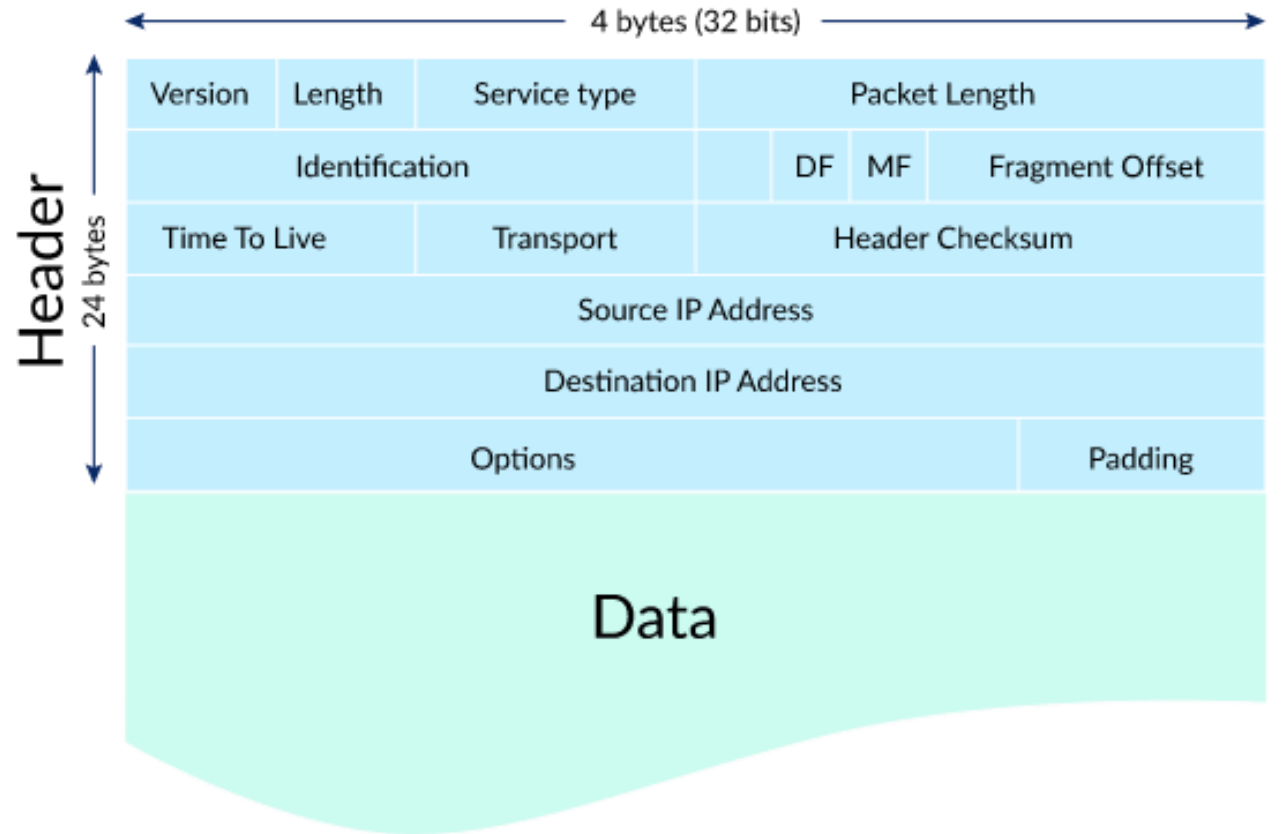 4 bytes (32 bits)
Header
24 bytes
Version Length Service type Packet Length
Identification DF MF Fragment Offset
Time To Live Transport Header Checksum
Source IP Address
Destination IP Address
Options Padding
Data